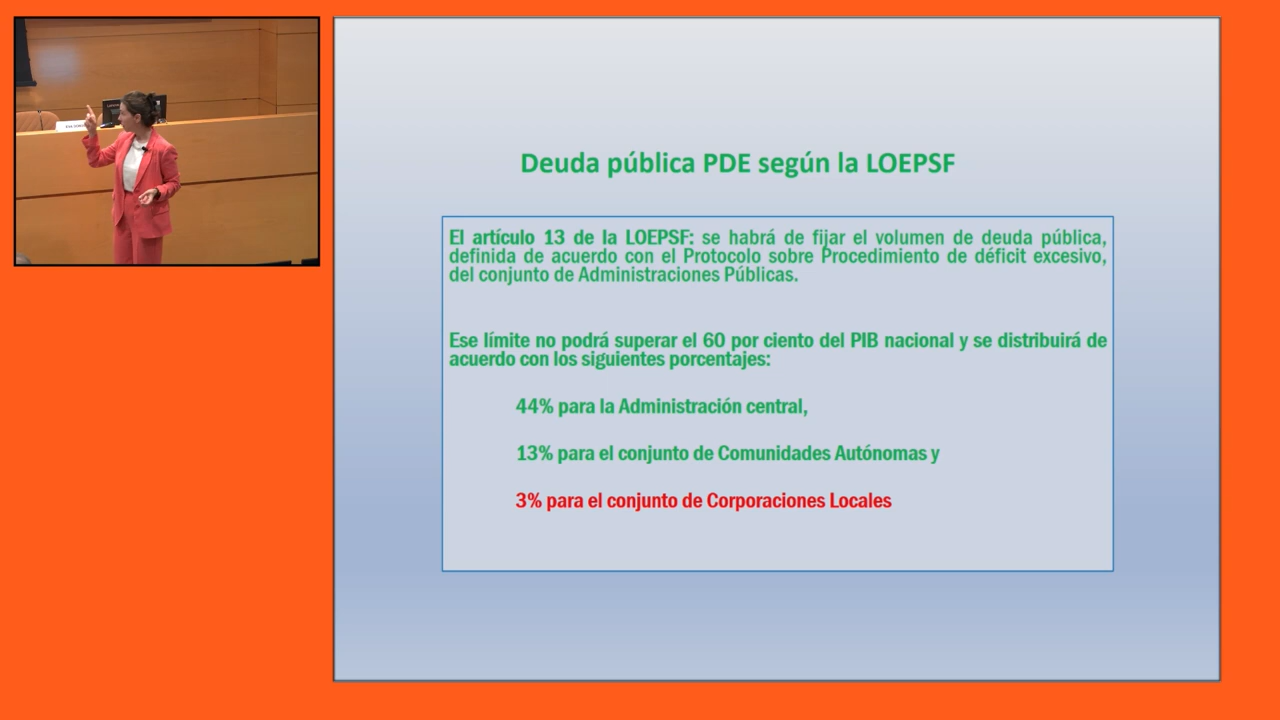 Deuda pública PDE según la LOEPSF
El artículo 13 de la LOEPSF: se habrá de fijar el volumen de deuda pública,
definida de acuerdo con el Protocolo sobre Procedimiento de déficit excesivo,
del conjunto de Administraciones Públicas.
Ese límite no podrá superar el 60 por ciento del PIB nacional y se distribuirá de
acuerdo con los siguientes porcentajes:
44% para la Administración central,
13% para el conjunto de Comunidades Autónomas y
3% para el conjunto de Corporaciones Locales